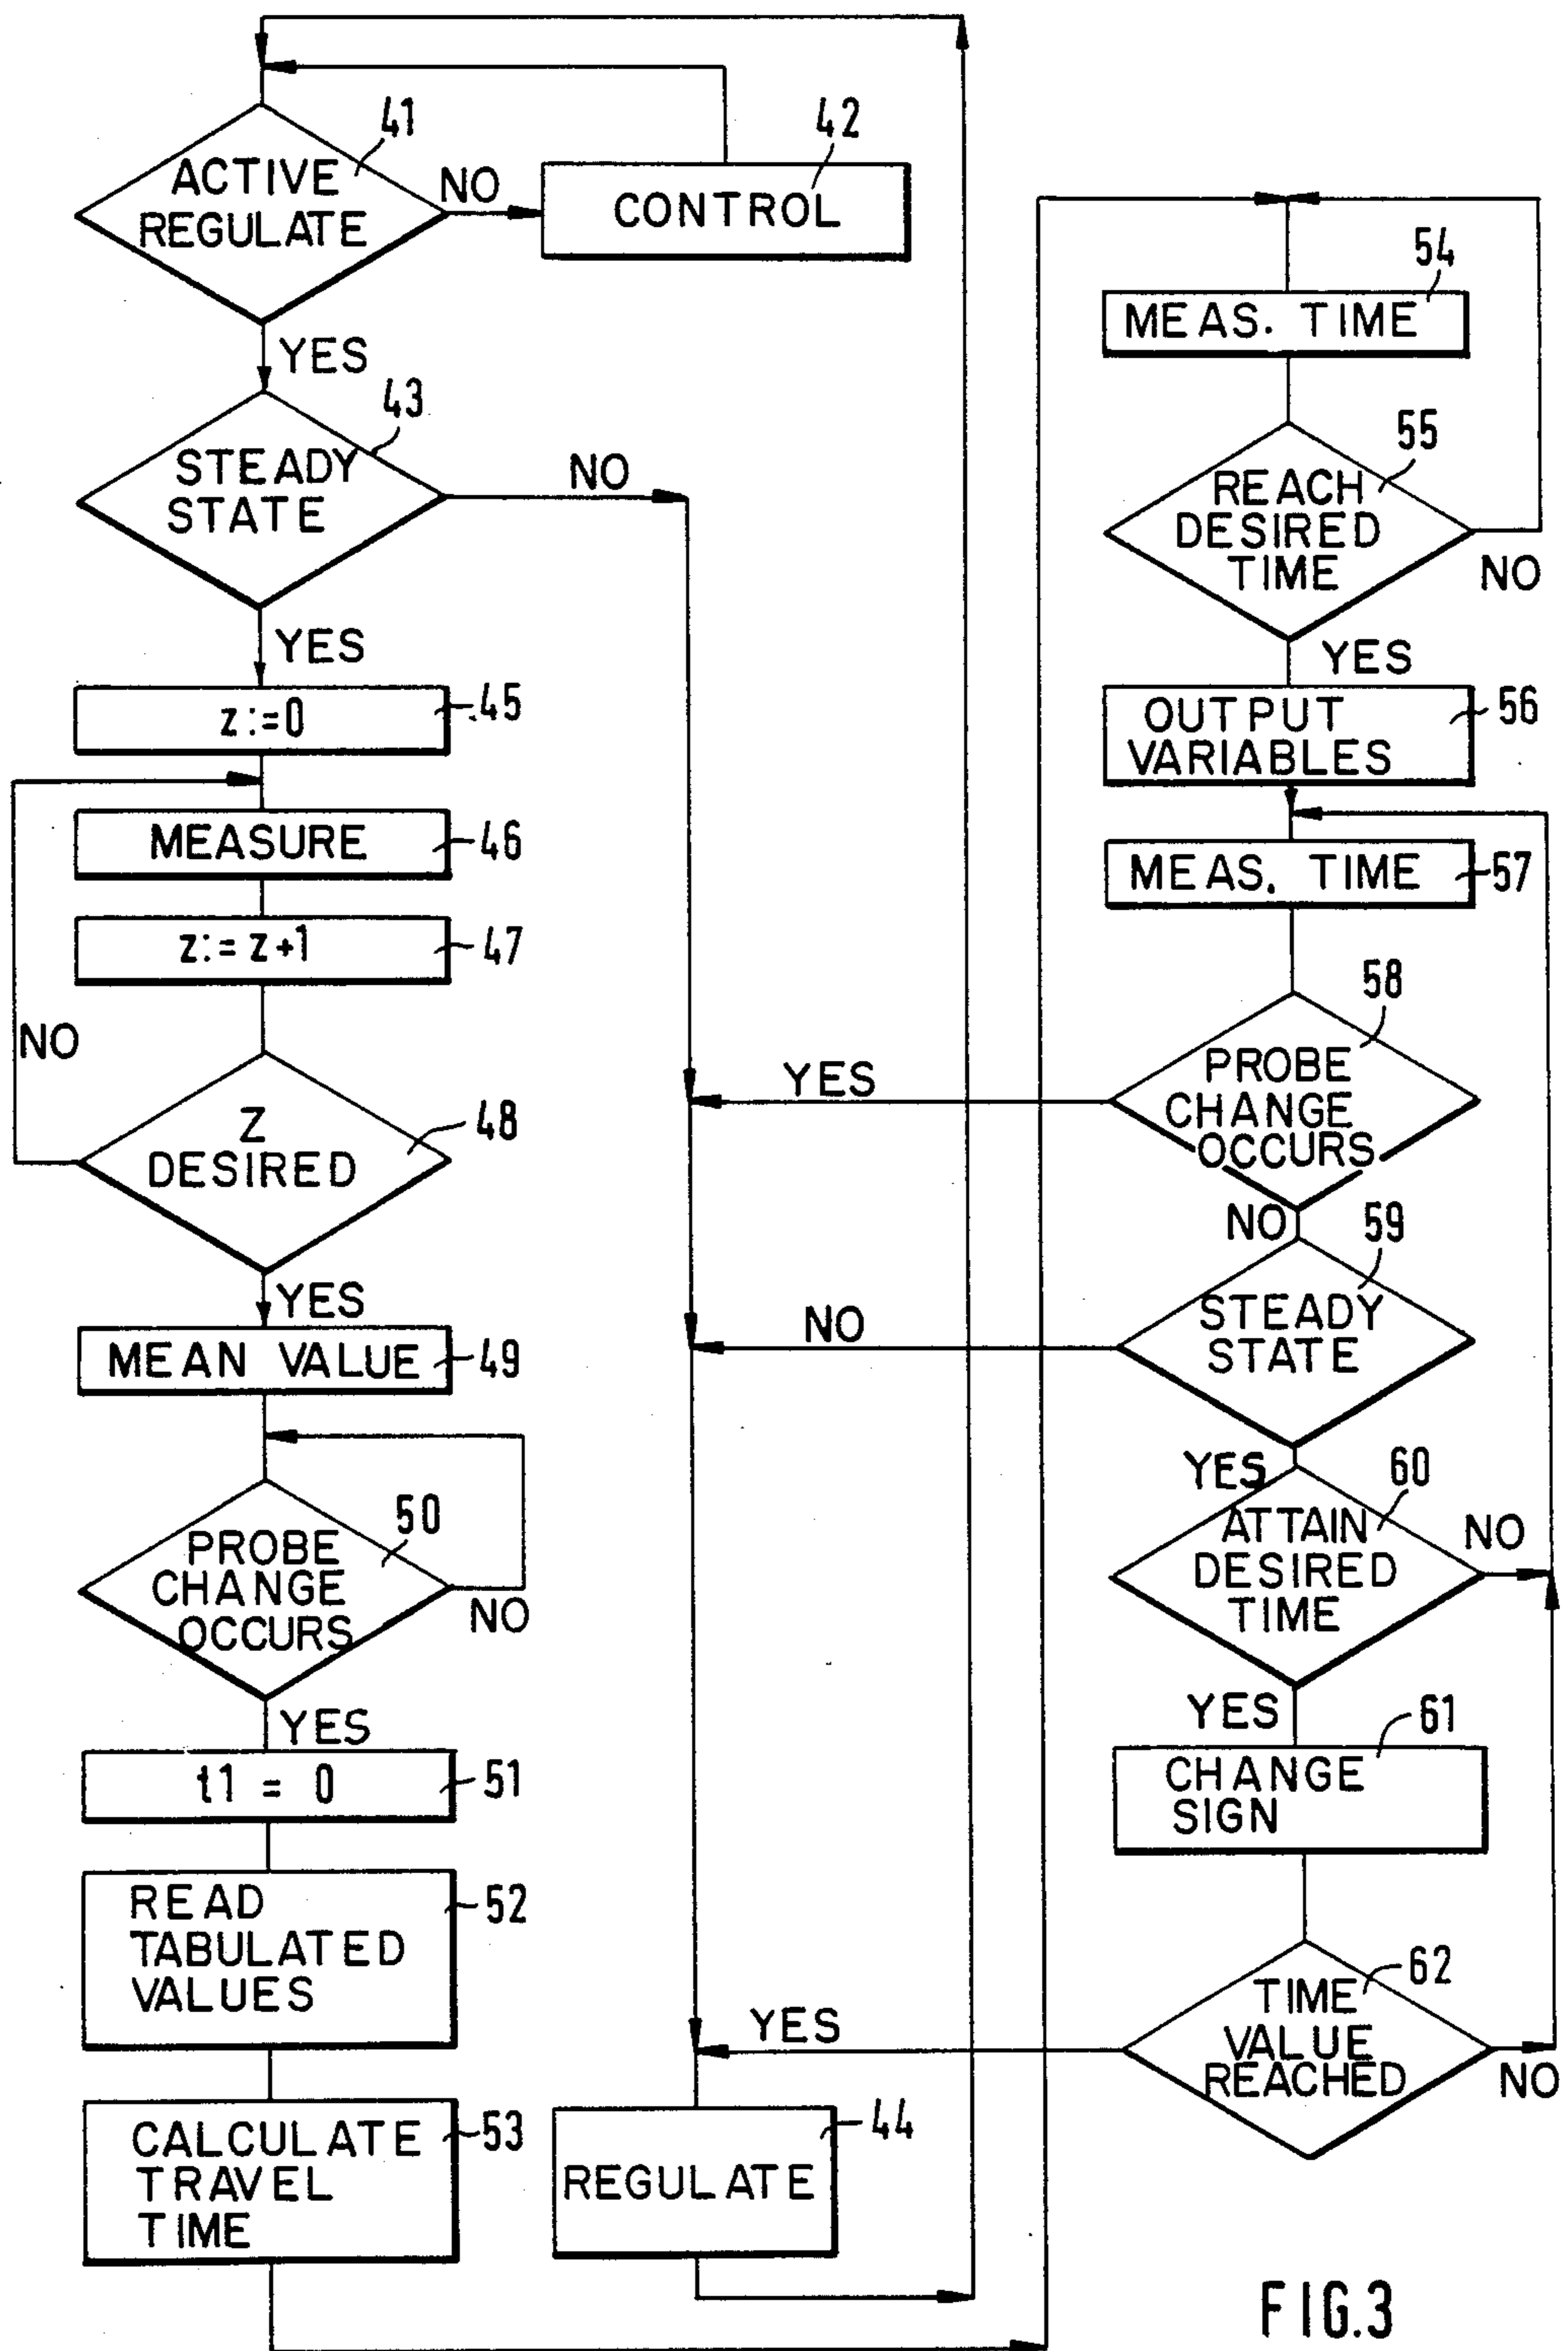 41
ACTIVE
REGULATE
NO
42
CONTROL
YES
43
STEADY
STATE
NO
YES
z:=0
45
MEASURE
46
z:=z+1
47
NO
Z
DESIRED
48
YES
MEAN VALUE
49
PROBE
CHANGE
OCCURS
50
NO
YES
t1 = 0
51
READ
TABULATED
VALUES
52
CALCULATE
TRAVEL
TIME
53
REGULATE
44
54
MEAS. TIME
55
REACH
DESIRED
TIME
NO
YES
OUTPUT
VARIABLES
56
MEAS. TIME
57
58
PROBE
CHANGE
OCCURS
YES
NO
59
STEADY
STATE
NO
YES
60
ATTAIN
DESIRED
TIME
NO
YES
61
CHANGE
SIGN
62
TIME
VALUE
REACHED
YES
NO
FIG.3